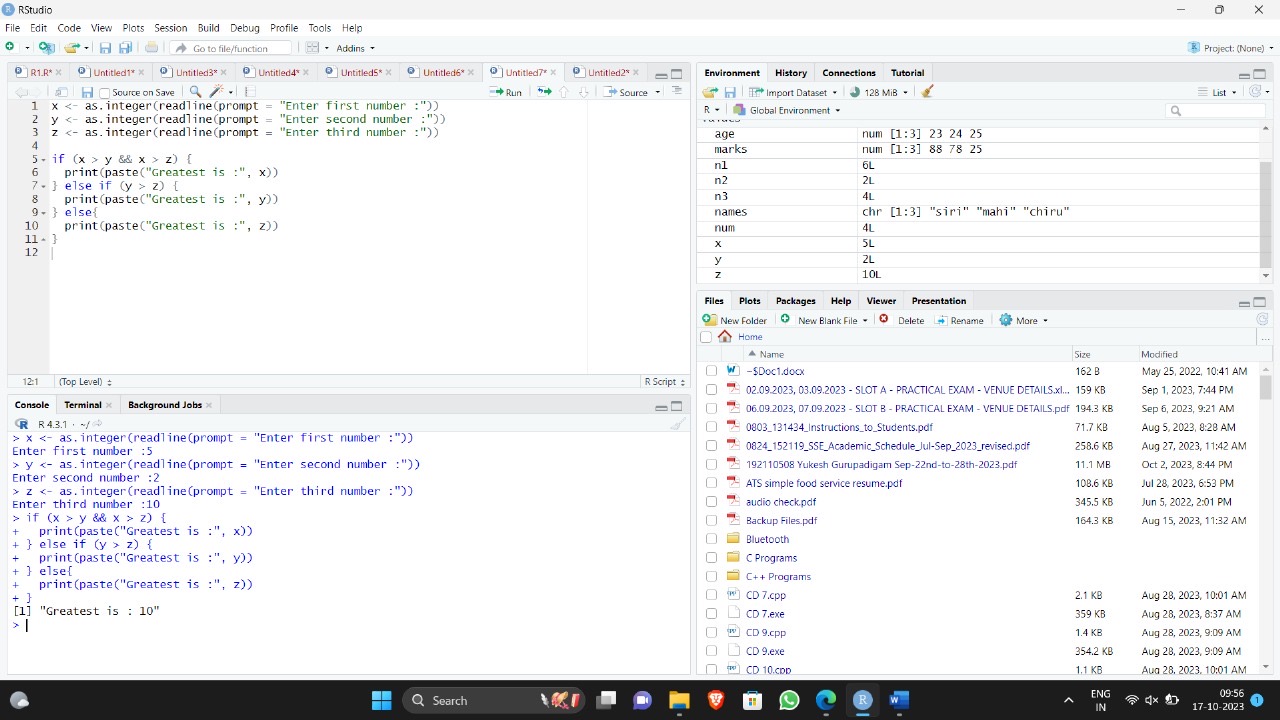 RStudio
File Edit Code View Plots Session Build Debug Profile Tools Help
Go to file/function Addins Project: (None)
R1.R* Untitled1* Untitled3* Untitled4* Untitled5* Untitled6* Untitled7* Untitled2*
Source on Save Run Source
1 x <- as.integer(readline(prompt = "Enter first number :"))
2 y <- as.integer(readline(prompt = "Enter second number :"))
3 z <- as.integer(readline(prompt = "Enter third number :"))
4
5 if (x > y && x > z) {
6 print(paste("Greatest is :", x))
7 } else if (y > z) {
8 print(paste("Greatest is :", y))
9 } else{
10 print(paste("Greatest is :", z))
11 }
12
12:1 (Top Level) R Script
Console Terminal Background Jobs
R 4.3.1 · ~/
> x <- as.integer(readline(prompt = "Enter first number :"))
Enter first number :5
> y <- as.integer(readline(prompt = "Enter second number :"))
Enter second number :2
> z <- as.integer(readline(prompt = "Enter third number :"))
Enter third number :10
> if (x > y && x > z) {
+ print(paste("Greatest is :", x))
+ } else if (y > z) {
+ print(paste("Greatest is :", y))
+ } else{
+ print(paste("Greatest is :", z))
+ }
[1] "Greatest is : 10"
>
Environment History Connections Tutorial
Import Dataset 128 MiB List
R Global Environment
Values
age num [1:3] 23 24 25
marks num [1:3] 88 78 25
n1 6L
n2 2L
n3 4L
names chr [1:3] "siri" "mahi" "chiru"
num 4L
x 5L
y 2L
z 10L
Files Plots Packages Help Viewer Presentation
New Folder New Blank File Delete Rename More
Home
Name Size Modified
~$Doc1.docx 162 B May 25, 2022, 10:41 AM
02.09.2023, 03.09.2023 - SLOT A - PRACTICAL EXAM - VENUE DETAILS.xl... 159 KB 2023, 7:44 PM
06.09.2023, 07.09.2023 - SLOT B - PRACTICAL EXAM - VENUE DETAILS.pdf 194.3 KB 2023, 9:21 AM
0803_131434_Instructions_to_Students.pdf 71.7 KB 2023, 8:28 AM
0824_152119_SSE_Academic_Schedule_Jul-Sep_2023_revised.pdf 258.6 KB 2023, 11:42 AM
192110508 Yukesh Gurupadigam Sep-22nd-to-28th-2023.pdf 11.1 MB Oct 2, 2023, 8:44 PM
ATS simple food service resume.pdf 108.6 KB Jul 28, 2023, 6:53 PM
audio check.pdf 345.5 KB 2022, 2:01 PM
Backup Files.pdf 164.3 KB 2023, 11:32 AM
Bluetooth
C Programs
C++ Programs
CD 7.cpp 2.1 KB Aug 28, 2023, 10:01 AM
CD 7.exe 359 KB Aug 28, 2023, 8:37 AM
CD 9.cpp 1.4 KB Aug 28, 2023, 9:09 AM
CD 9.exe 354.2 KB Aug 28, 2023, 9:09 AM
CD 10.cpp 1.1 KB Aug 28, 2023, 10:01 AM
Search
ENG
IN
09:56
17-10-2023
1